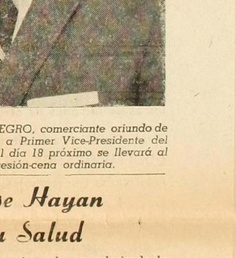 EGRO, comerciante oriundo de
a Primer Vice-Presidente del
l día 18 próximo se llevará al
esión-cena ordinaria.
se Hayan
u Salud